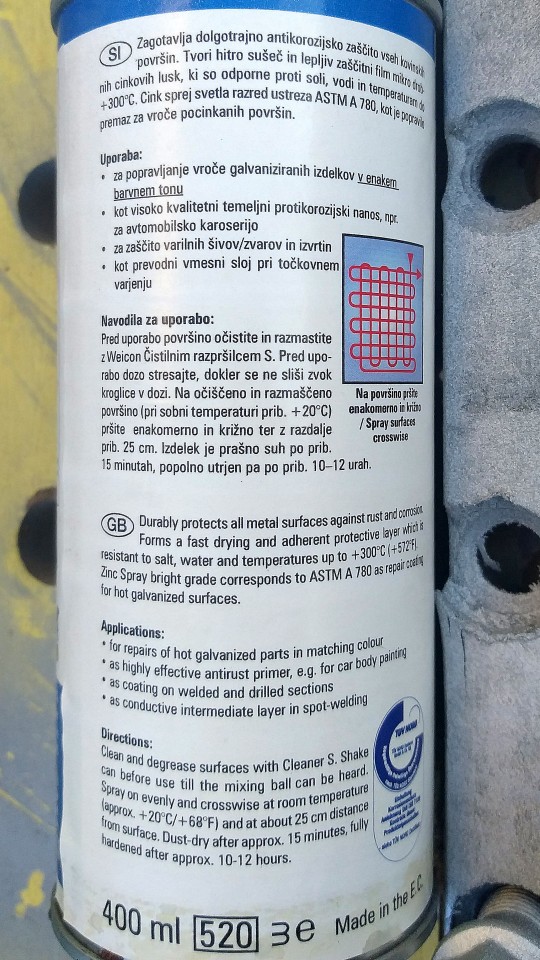 SI Zagotavlja dolgotrajno antikorozijsko zaščito vseh kovinskih
površin. Tvori hitro sušeč in lepljiv zaščitni film mikro
nih cinkovih lusk, ki so odporne proti soli, vodi in temperaturam do
+300°C. Cink sprej svetla razred ustreza ASTM A 780, kot je
premaz za vroče pocinkanih površin.
Uporaba:
• za popravljanje vroče galvaniziranih izdelkov v enakem
barvnem tonu
• kot visoko kvalitetni temeljni protikorozijski nanos, npr.
za avtomobilsko karoserijo
• za zaščito varilnih šivov/zvarov in izvrtin
• kot prevodni vmesni sloj pri točkovnem
varjenju
Navodila za uporabo:
Pred uporabo površino očistite in razmastite
z Weicon Čistilnim razpršilcem S. Pred upo-
rabo dozo stresajte, dokler se ne sliši zvok
kroglice v dozi. Na očiščeno in razmaščeno
površino (pri sobni temperaturi prib. +20°C)
pršite enakomerno in križno ter z razdalje
prib. 25 cm. Izdelek je prašno suh po prib.
15 minutah, popolno utrjen pa po prib. 10–12 urah.
Na površino pršite
enakomerno in križno
/ Spray surfaces
crosswise
GB Durably protects all metal surfaces against rust and corrosion.
Forms a fast drying and adherent protective layer which is
resistant to salt, water and temperatures up to +300°C (+572°F).
Zinc Spray bright grade corresponds to ASTM A 780 as repair coating
for hot galvanized surfaces.
Applications:
* for repairs of hot galvanized parts in matching colour
* as highly effective antirust primer, e.g. for car body painting
* as coating on welded and drilled sections
* as conductive intermediate layer in spot-welding
Directions:
Clean and degrease surfaces with Cleaner S. Shake
can before use till the mixing ball can be heard.
Spray on evenly and crosswise at room temperature
(approx. +20°C/+68°F) and at about 25 cm distance
from surface. Dust-dry after approx. 15 minutes, fully
hardened after approx. 10-12 hours.
TÜV NORD
400 ml 520 3e Made in the E.C.